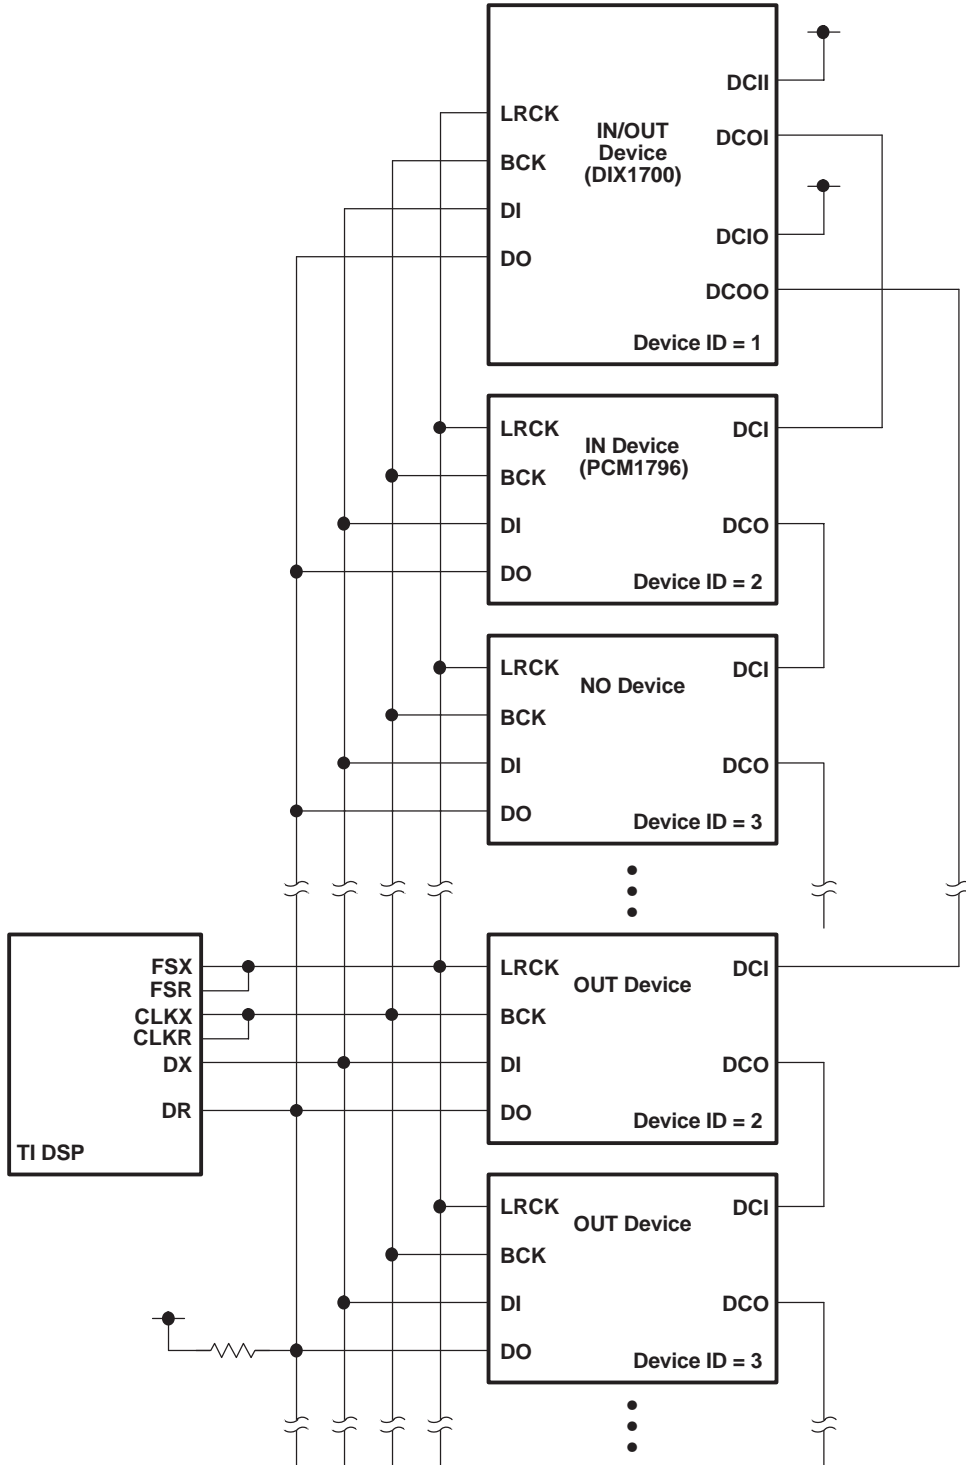 DCII
LRCK
IN/OUT
Device
(DIX1700)
DCOI
BCK
DI
DCIO
DO
DCOO
Device ID = 1
LRCK
DCI
IN Device
(PCM1796)
BCK
DI
DCO
DO
Device ID = 2
LRCK
DCI
NO Device
BCK
DI
DCO
DO
Device ID = 3
FSX
FSR
CLKX
CLKR
DX
DR
TI DSP
LRCK
DCI
OUT Device
BCK
DI
DCO
DO
Device ID = 2
LRCK
DCI
OUT Device
BCK
DI
DCO
DO
Device ID = 3